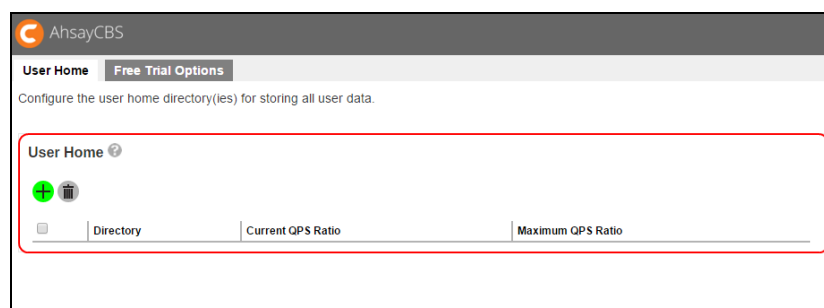 AhsayCBS
User Home Free Trial Options
Configure the user home directory(ies) for storing all user data.
User Home ?
Directory Current QPS Ratio Maximum QPS Ratio